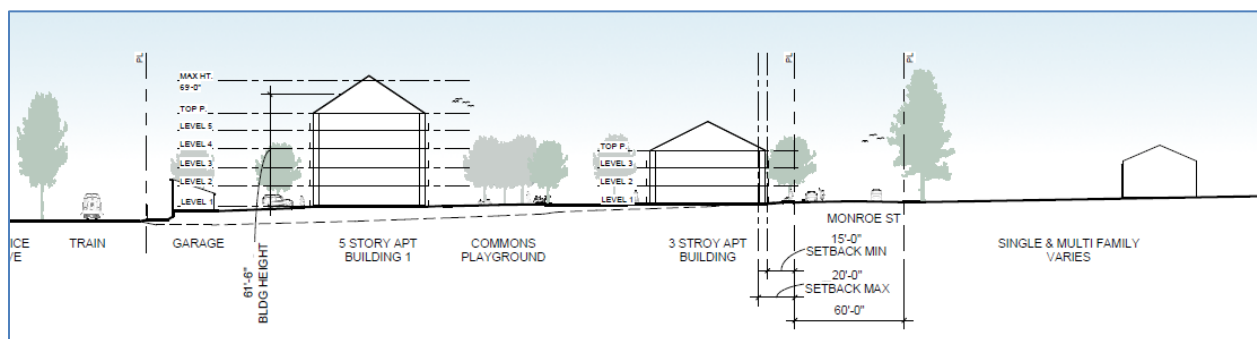 PL
MAX HT.
69'-0"
TOP P.
LEVEL 5
LEVEL 4
LEVEL 3
LEVEL 2
LEVEL 1
61'-6"
BLDG HEIGHT
TOP P.
LEVEL 3
LEVEL 2
LEVEL 1
PL
PL
ICE
VE
TRAIN
GARAGE
5 STORY APT
BUILDING 1
COMMONS
PLAYGROUND
3 STROY APT
BUILDING
MONROE ST
15'-0"
SETBACK MIN
20'-0"
SETBACK MAX
60'-0"
SINGLE & MULTI FAMILY
VARIES